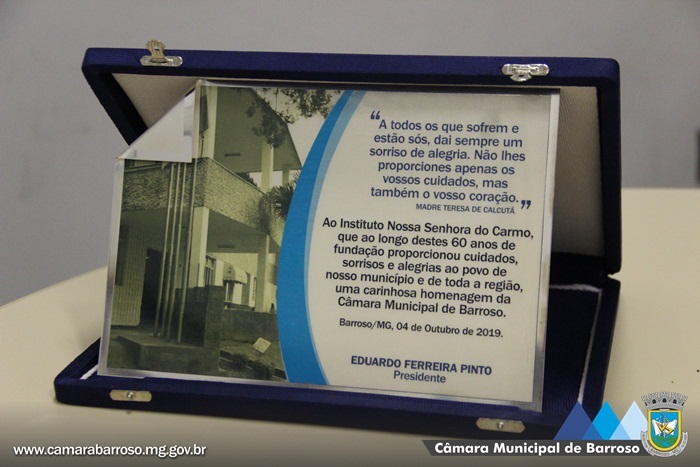 “A todos os que sofrem e
estão sós, dai sempre um
sorriso de alegria. Não lhes
proporciones apenas os
vossos cuidados, mas
também o vosso coração.”
MADRE TERESA DE CALCUTÁ
Ao Instituto Nossa Senhora do Carmo,
que ao longo destes 60 anos de
fundação proporcionou cuidados,
sorrisos e alegrias ao povo de
nosso município e de toda a região,
uma carinhosa homenagem da
Câmara Municipal de Barroso.
Barroso/MG, 04 de Outubro de 2019.
EDUARDO FERREIRA PINTO
Presidente
www.camarabarroso.mg.gov.br
Câmara Municipal de Barroso